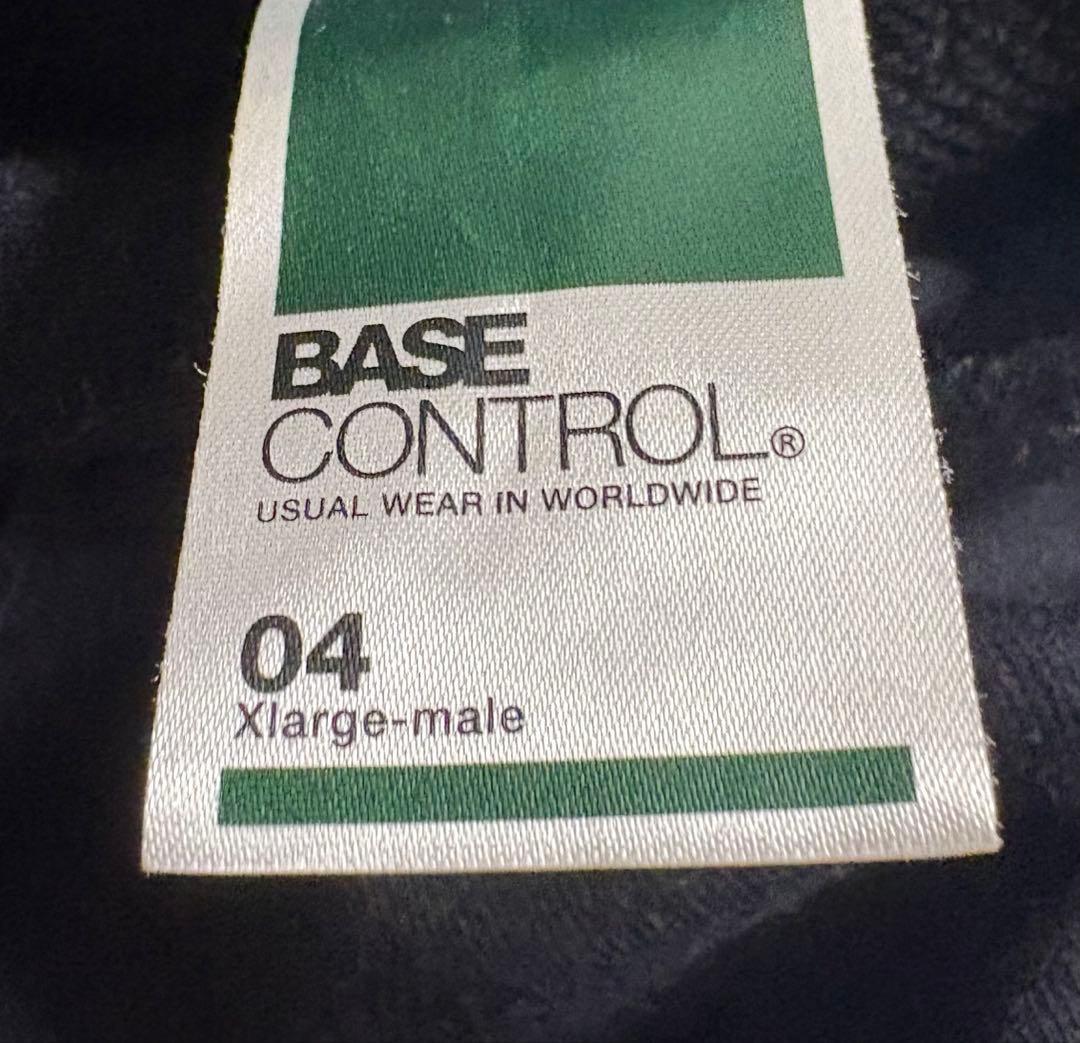 BASE
CONTROL®
USUAL WEAR IN WORLDWIDE
04
Xlarge-male